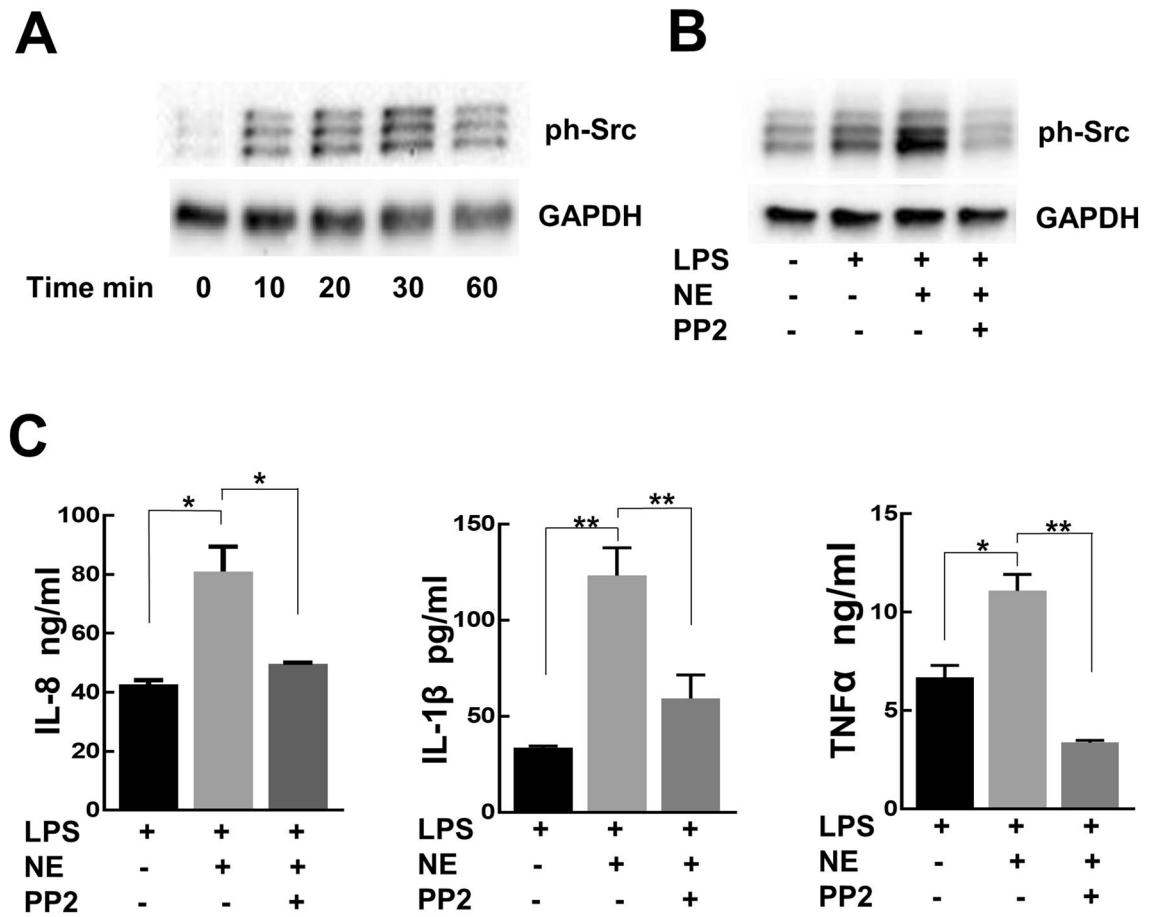 A
ph-Src
GAPDH
Time min 0 10 20 30 60
B
ph-Src
GAPDH
LPS - + + +
NE - - + +
PP2 - - - +
C
* *
IL-8 ng/ml
100
80
60
40
20
0
LPS + + +
NE - + +
PP2 - - +
** **
IL-1β pg/ml
150
100
50
0
LPS + + +
NE - + +
PP2 - - +
* **
TNFα ng/ml
15
10
5
0
LPS + + +
NE - + +
PP2 - - +